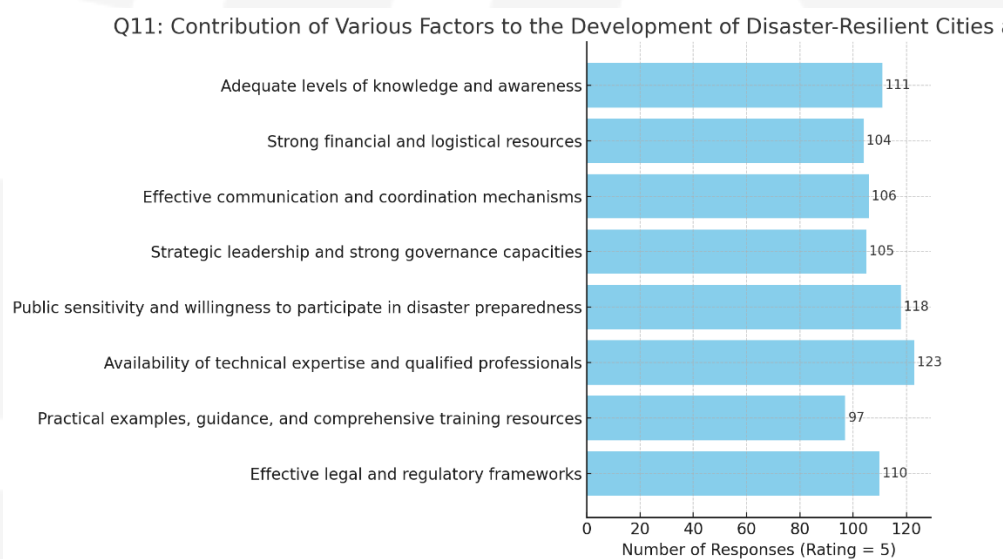 Q11: Contribution of Various Factors to the Development of Disaster-Resilient Cities
Adequate levels of knowledge and awareness
111
Strong financial and logistical resources
104
Effective communication and coordination mechanisms
106
Strategic leadership and strong governance capacities
105
Public sensitivity and willingness to participate in disaster preparedness
118
Availability of technical expertise and qualified professionals
123
Practical examples, guidance, and comprehensive training resources
97
Effective legal and regulatory frameworks
110
0 20 40 60 80 100 120
Number of Responses (Rating = 5)